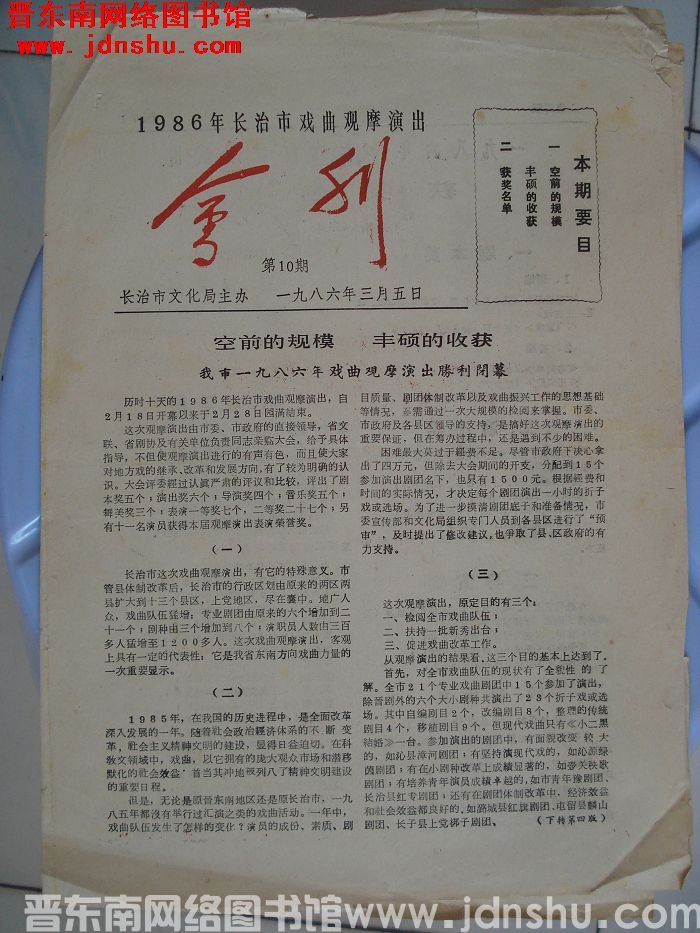 晋东南网络图书馆
www.jdnshu.com
1986年长治市戏曲观摩演出
会刊
第10期
长治市文化局主办 一九八六年三月五日
本期要目
一 空前的规模
丰硕的收获
二 获奖名单
空前的规模 丰硕的收获
我市一九八六年戏曲观摩演出勝利閉幕
历时十天的1986年长治市戏曲观摩演出,自
2月18日开幕以来于2月28日圆满结束。
这次观摩演出由市委、市政府的直接领导,省文
联、省剧协及有关单位负责同志亲临大会,给予具体
指导,不但使观摩演出进行的有声有色,而且使大家
对地方戏的继承、改革和发展方向,有了较为明确的认
识。大会评委經过认眞严肃的评议和比較,评出了剧
本奖五个;演出奖六个;导演奖四个;音乐奖五个;
舞美奖三个;表演一等奖七个,二等奖二十七个;另
有十一名演员获得本届观摩演出表演荣誉奖。
(一)
长治市这次戏曲观摩演出,有它的特殊意义。市
管县体制改革后,长治市的行政区划由原来的两区两
县扩大到十三个县区,上党地区,尽在囊中。地广人
众,戏曲队伍猛增:专业剧团由原来的六个增加到二
十一个;剧种由三个增加到八个;演职员人数由三百
多人猛增至1200多人。这次戏曲观摩演出,客观
上具有一定的代表性:它是我省东南方向戏曲力量的
一次重要显示。
(二)
1985年,在我国的历史进程中,是全面改革
深入发展的一年。随着社会政治經济体系的不断变
革,社会主义精神文明的建设,显得日益迫切。在科
敎文领域中,戏曲,以它拥有的庞大观众市场和潜移
默化的社会效益,首当其冲地被列八了精神文明建设
的重要日程。
但是,无论是原晋东南地区还是原长治市,一九
八五年都没有举行过汇演之类的戏曲活动。一年中,
戏曲队伍发生了怎样的变化?演员的成份、素质、剧
目质量、剧团体制改革以及戏曲振兴工作的思想基础
等情况,亟需通过一次大规模的检阅来掌握。市委、
市政府及各县区领导的支持,是搞好这次观摩演出的
重要保证,但在筹办过程中,还是遇到不少的困难。
困难最大莫过于經费不足。尽管市政府下决心拿
出了四万元,但除去大会期间的开支,分配到15个
参加演出剧团名下,也只有1500元。根据經费和
时间的实际情况,才决定每个剧团演出一小时的折子
戏或选场。为了进一步摸清剧团底子和准备情况,市
委宣传部和文化局组织专门人员到各县区进行了“预
审”,及时提出了修改建议,也争取了县、区政府的有
力支持。
(三)
这次观摩演出,原定目的有三个:
一、检阅全市戏曲队伍;
二、扶持一批新秀出台;
三、促进戏曲改革工作。
从观摩演出的结果看,这三个目的基本上达到了。
首先,对全市戏曲队伍的现状有了全貌性的了
解。全市21个专业戏曲剧团中15个参加了演出,
除晋剧外的六个大小剧种共演出了23个折子戏或选
场。其中自编剧目2个,改编剧目8个,整理的传统
剧目4个,移植剧目9个。但现代戏曲只有《小二黑
結婚》一台。参加演出的剧团中,有面貌改变较大
的,如沁县漳河剧团;有坚持演现代戏的,如沁源绿
茵剧团;有在小剧种改革上成績显著的,如壶关秧歌
剧团;有培养青年演员成績卓越的,如市青年豫剧团、
长治县红专剧团;还有在剧团体制改革中,经济效益
和社会效益都良好的,如潞城县红旗剧团、屯留县麟山
剧团、长子县上党梆子剧团、 (下转第四版)
晋东南网络图书馆www.jdnshu.com